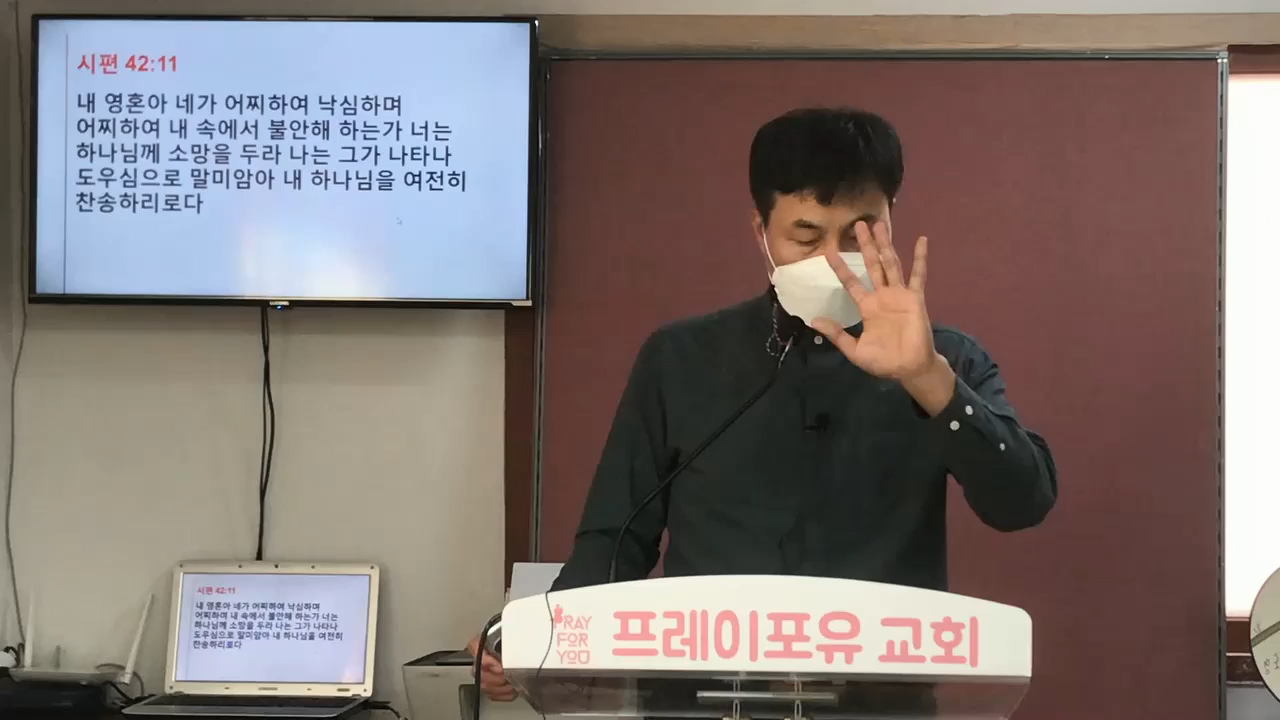 시편 42:11
내 영혼아 네가 어찌하여 낙심하며
어찌하여 내 속에서 불안해 하는가 너는
하나님께 소망을 두라 나는 그가 나타나
도우심으로 말미암아 내 하나님을 여전히
찬송하리로다
시편 42:11
내 영혼아 네가 어찌하여 낙심하며
어찌하여 내 속에서 불안해 하는가 너는
하나님께 소망을 두라 나는 그가 나타나
도우심으로 말미암아 내 하나님을 여전히
찬송하리로다
PRAY
FOR
YOU
프레이포유 교회